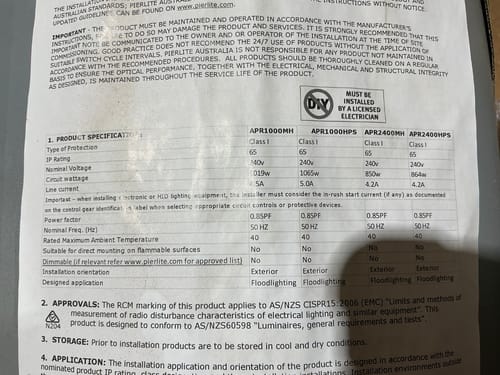 THE INSTALLATION
AUSTRALIAN STANDARDS; PIERLITE AUSTRALIA INSTRUCTIONS WITHOUT NOTICE.
UPDATED GUIDELINES CAN BE FOUND ON www.pierlite.com.
IMPORTANT - THE PRODUCT MUST BE MAINTAINED AND OPERATED IN ACCORDANCE WITH THE MANUFACTURER'S
INSTRUCTIONS, FAILURE TO DO SO MAY DAMAGE THE PRODUCT AND SERVICES. IT IS STRONGLY RECOMMENDED THAT THIS
IMPORTANT NOTE BE COMMUNICATED TO THE OWNER AND OR OPERATOR OF THE INSTALLATION AT THE TIME OF SITE
COMMISSIONING. GOOD PRACTICE DOES NOT RECOMMEND THE 24/7 USE OF PRODUCTS WITHOUT THE APPLICATION OF
SUITABLE SWITCH CYCLE INTERVALS. PIERLITE AUSTRALIA IS NOT RESPONSIBLE FOR ANY PRODUCT NOT MAINTAINED IN
ACCORDANCE WITH THE RECOMMENDED PROCEDURES. ALL PRODUCTS SHOULD BE THOROUGHLY CLEANED ON A REGULAR
BASIS TO ENSURE THE OPTICAL PERFORMANCE, TOGETHER WITH THE ELECTRICAL, MECHANICAL AND STRUCTURAL INTEGRITY
AS DESIGNED, IS MAINTAINED THROUGHOUT THE SERVICE LIFE OF THE PRODUCT.
DIY
MUST BE
INSTALLED
BY A LICENSED
ELECTRICIAN
1. PRODUCT SPECIFICATIONS: APR1000MH APR1000HPS APR2400MH APR2400HPS
Type of Protection Class I Class I Class I Class I
IP Rating 65 65 65 65
Nominal Voltage 240v 240v 240v 240v
Circuit wattage 1019w 1065w 850w 864w
Line current 5A 5.0A 4.2A 4.2A
Important – when installing electronic or HID lighting equipment, the installer must consider the in-rush start current (if any) as documented
on the control gear identification label when selecting appropriate circuit controls or protective devices.
Power factor 0.85PF 0.85PF 0.85PF 0.85PF
Nominal Freq. (Hz) 50 HZ 50 HZ 50 HZ 50 HZ
Rated Maximum Ambient Temperature 40 40 40 40
Suitable for direct mounting on flammable surfaces No No No No
Dimmable (if relevant refer www.pierlite.com for approved list) No No No No
Installation orientation Exterior Exterior Exterior Exterior
Designed application Floodlighting Floodlighting Floodlighting Floodlighting
2. APPROVALS: The RCM marking of this product applies to AS/NZS CISPR15:2006 (EMC) "Limits and methods of
measurement of radio disturbance characteristics of electrical lighting and similar equipment". This
product is designed to conform to AS/NZS60598 "Luminaires, general requirements and tests".
N204
3. STORAGE: Prior to installation products are to be stored in cool and dry conditions.
4. APPLICATION: The installation application and orientation of the product is designed in accordance with the
nominated product IP rating, class Installation environments outside